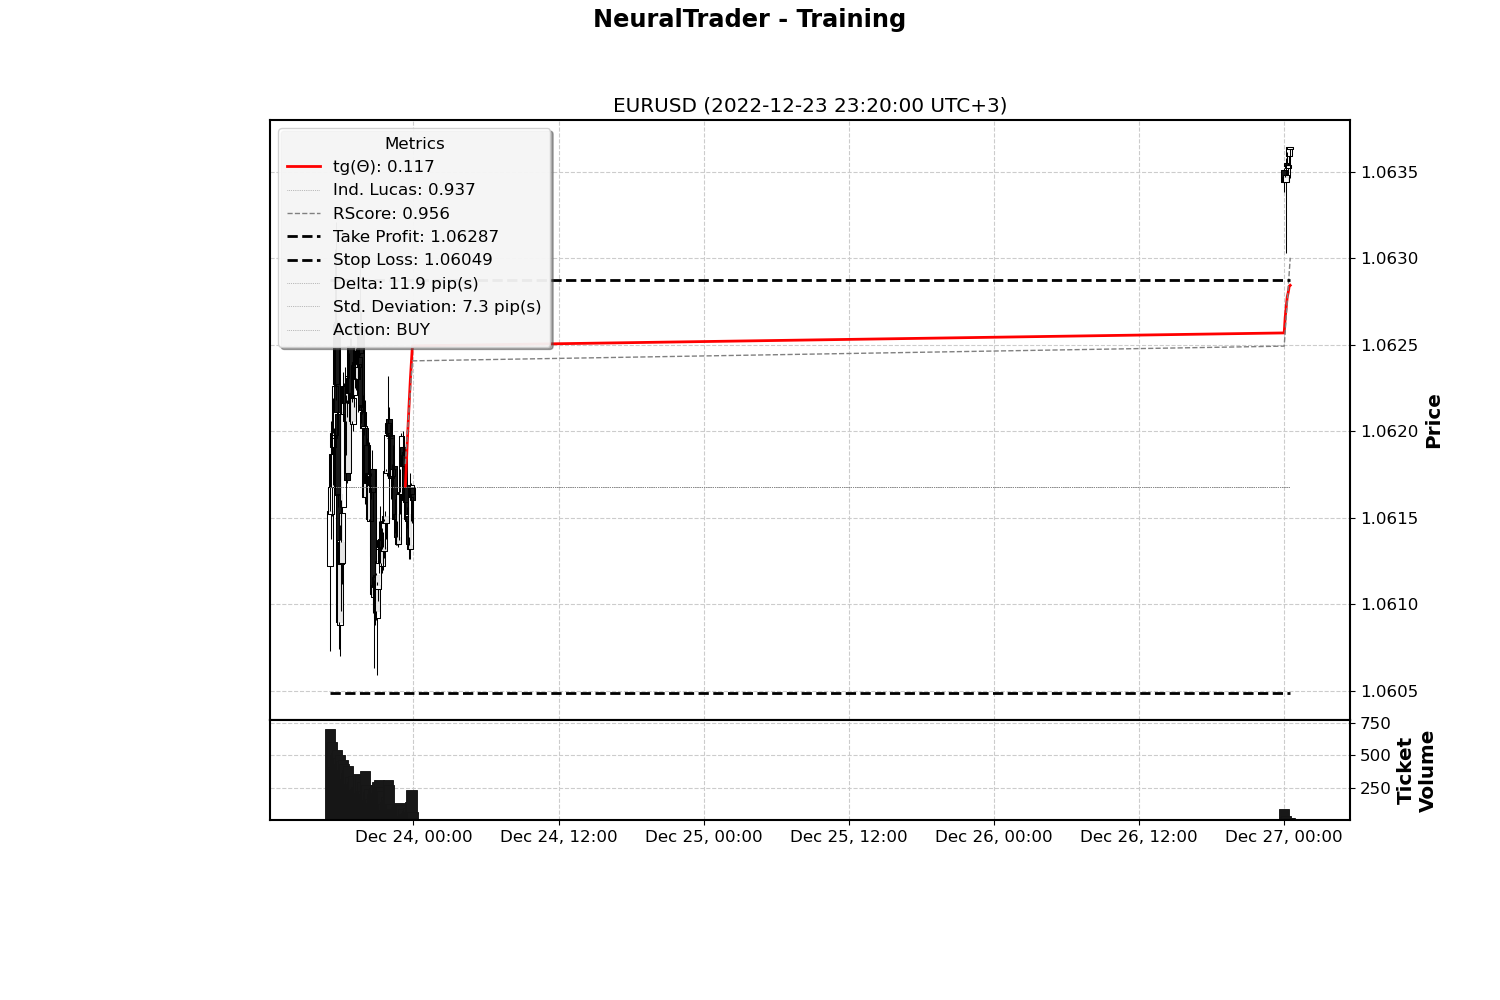 NeuralTrader - Training
EURUSD (2022-12-23 23:20:00 UTC+3)
Metrics
tg(Θ): 0.117
Ind. Lucas: 0.937
RScore: 0.956
Take Profit: 1.06287
Stop Loss: 1.06049
Delta: 11.9 pip(s)
Std. Deviation: 7.3 pip(s)
Action: BUY
1.0635
1.0630
1.0625
1.0620
1.0615
1.0610
1.0605
Price
750
500
250
Ticket
Volume
Dec 24, 00:00
Dec 24, 12:00
Dec 25, 00:00
Dec 25, 12:00
Dec 26, 00:00
Dec 26, 12:00
Dec 27, 00:00